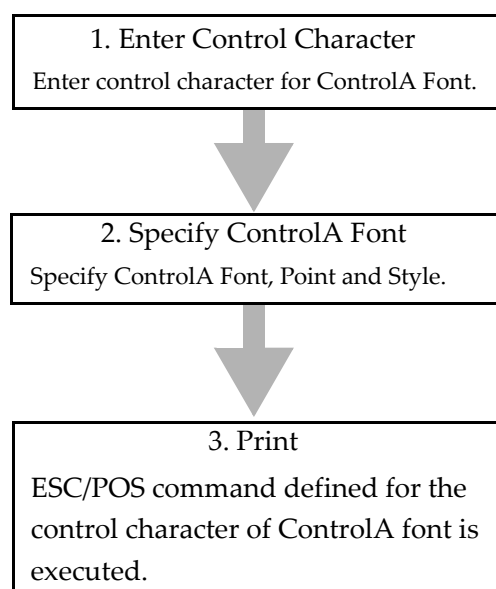 1. Enter Control Character
Enter control character for ControlA Font.
2. Specify ControlA Font
Specify ControlA Font, Point and Style.
3. Print
ESC/POS command defined for the
control character of ControlA font is
executed.